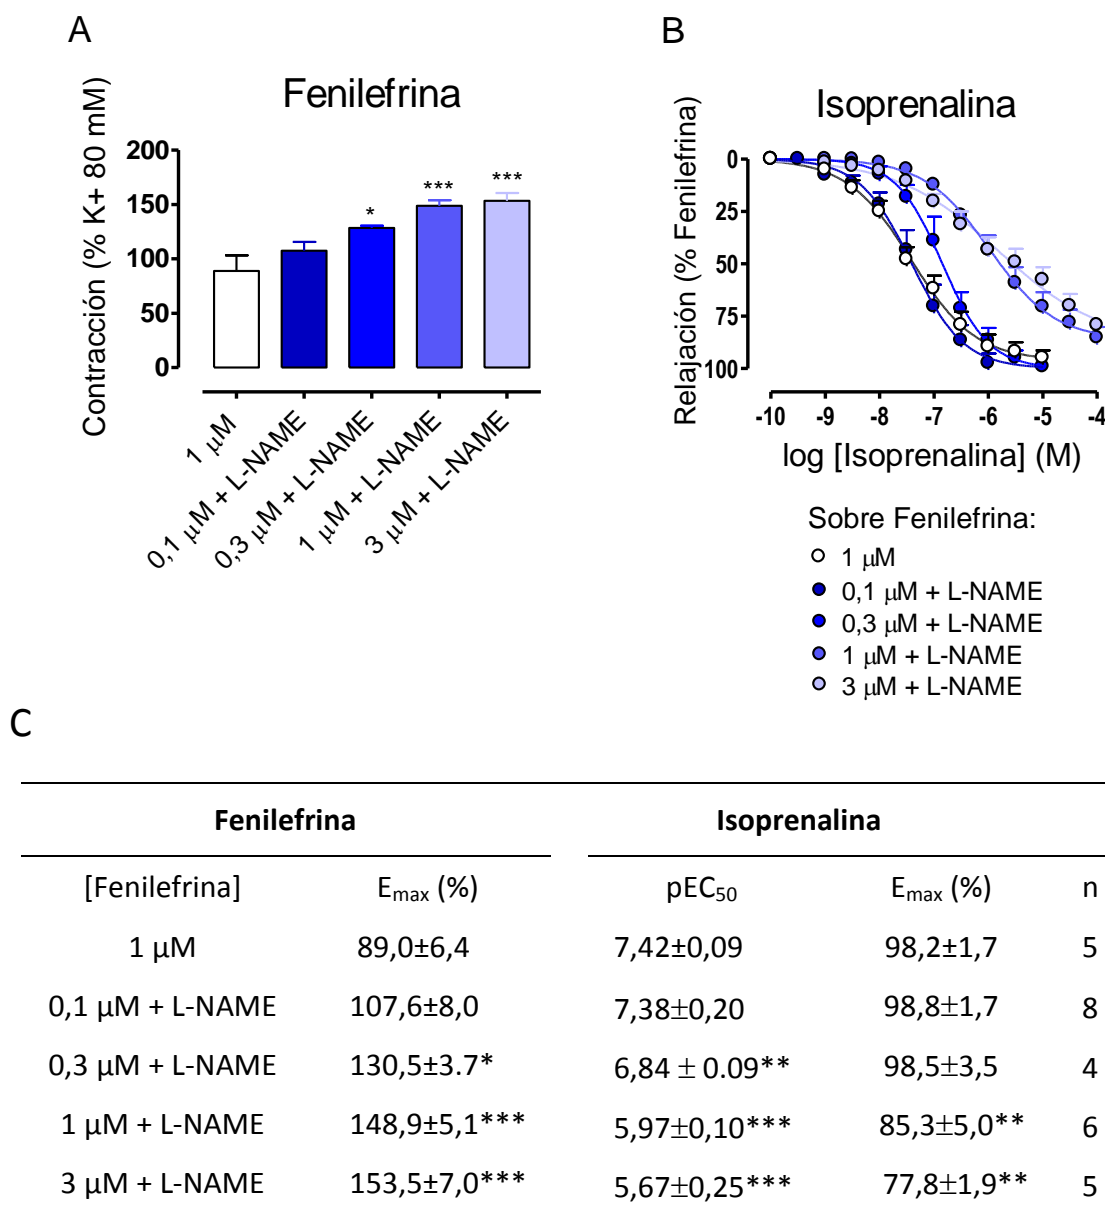 A
Fenilefrina
Contracción (% K+ 80 mM)
200
150
100
50
0
*
***
***
1 μM
0,1 μM + L-NAME
0,3 μM + L-NAME
1 μM + L-NAME
3 μM + L-NAME
B
Isoprenalina
Relajación (% Fenilefrina)
0
25
50
75
100
-10 -9 -8 -7 -6 -5 -4
log [Isoprenalina] (M)
Sobre Fenilefrina:
1 μM
0,1 μM + L-NAME
0,3 μM + L-NAME
1 μM + L-NAME
3 μM + L-NAME
C
Fenilefrina Isoprenalina
[Fenilefrina] Emax (%) pEC50 Emax (%) n
1 μM 89,0±6,4 7,42±0,09 98,2±1,7 5
0,1 μM + L-NAME 107,6±8,0 7,38±0,20 98,8±1,7 8
0,3 μM + L-NAME 130,5±3.7* 6,84 ± 0.09** 98,5±3,5 4
1 μM + L-NAME 148,9±5,1*** 5,97±0,10*** 85,3±5,0** 6
3 μM + L-NAME 153,5±7,0*** 5,67±0,25*** 77,8±1,9** 5